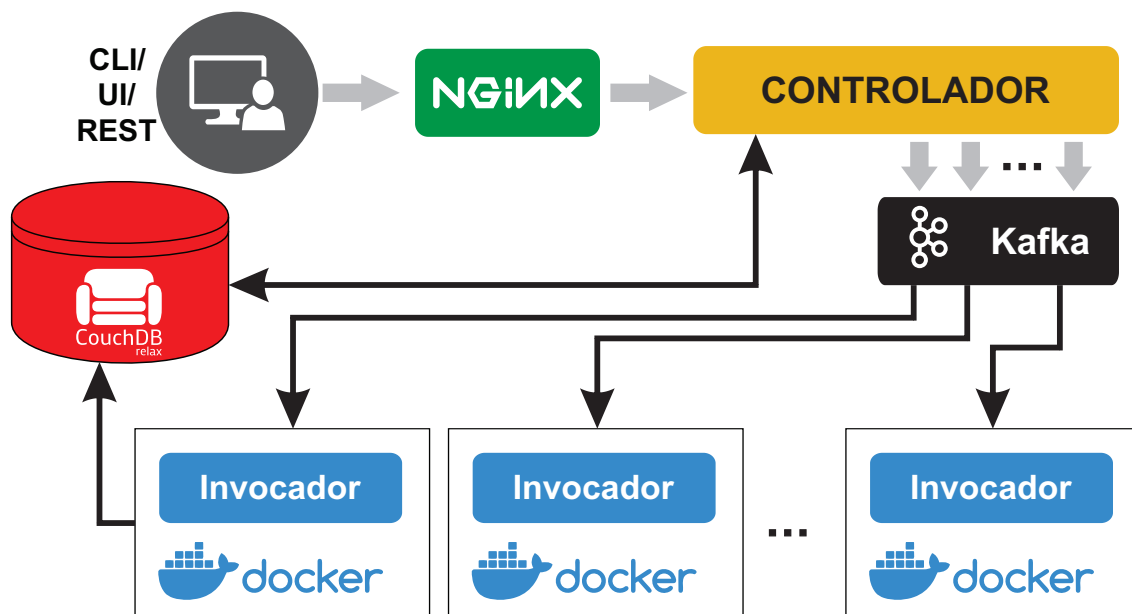 CLI/
UI/
REST
NGiNX
CONTROLADOR
...
Kafka
CouchDB
relax
Invocador
docker
Invocador
docker
...
Invocador
docker